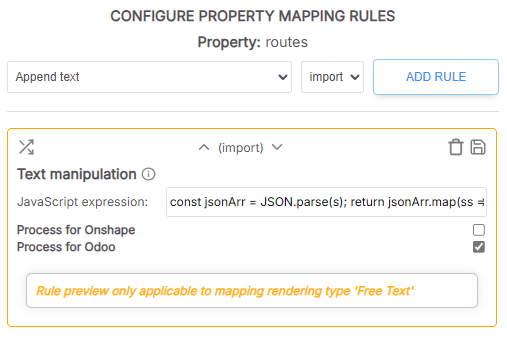 CONFIGURE PROPERTY MAPPING RULES
Property: routes
Append text import ADD RULE
(import)
Text manipulation
JavaScript expression: const jsonArr = JSON.parse(s); return jsonArr.map(ss =
Process for Onshape
Process for Odoo
Rule preview only applicable to mapping rendering type 'Free Text'